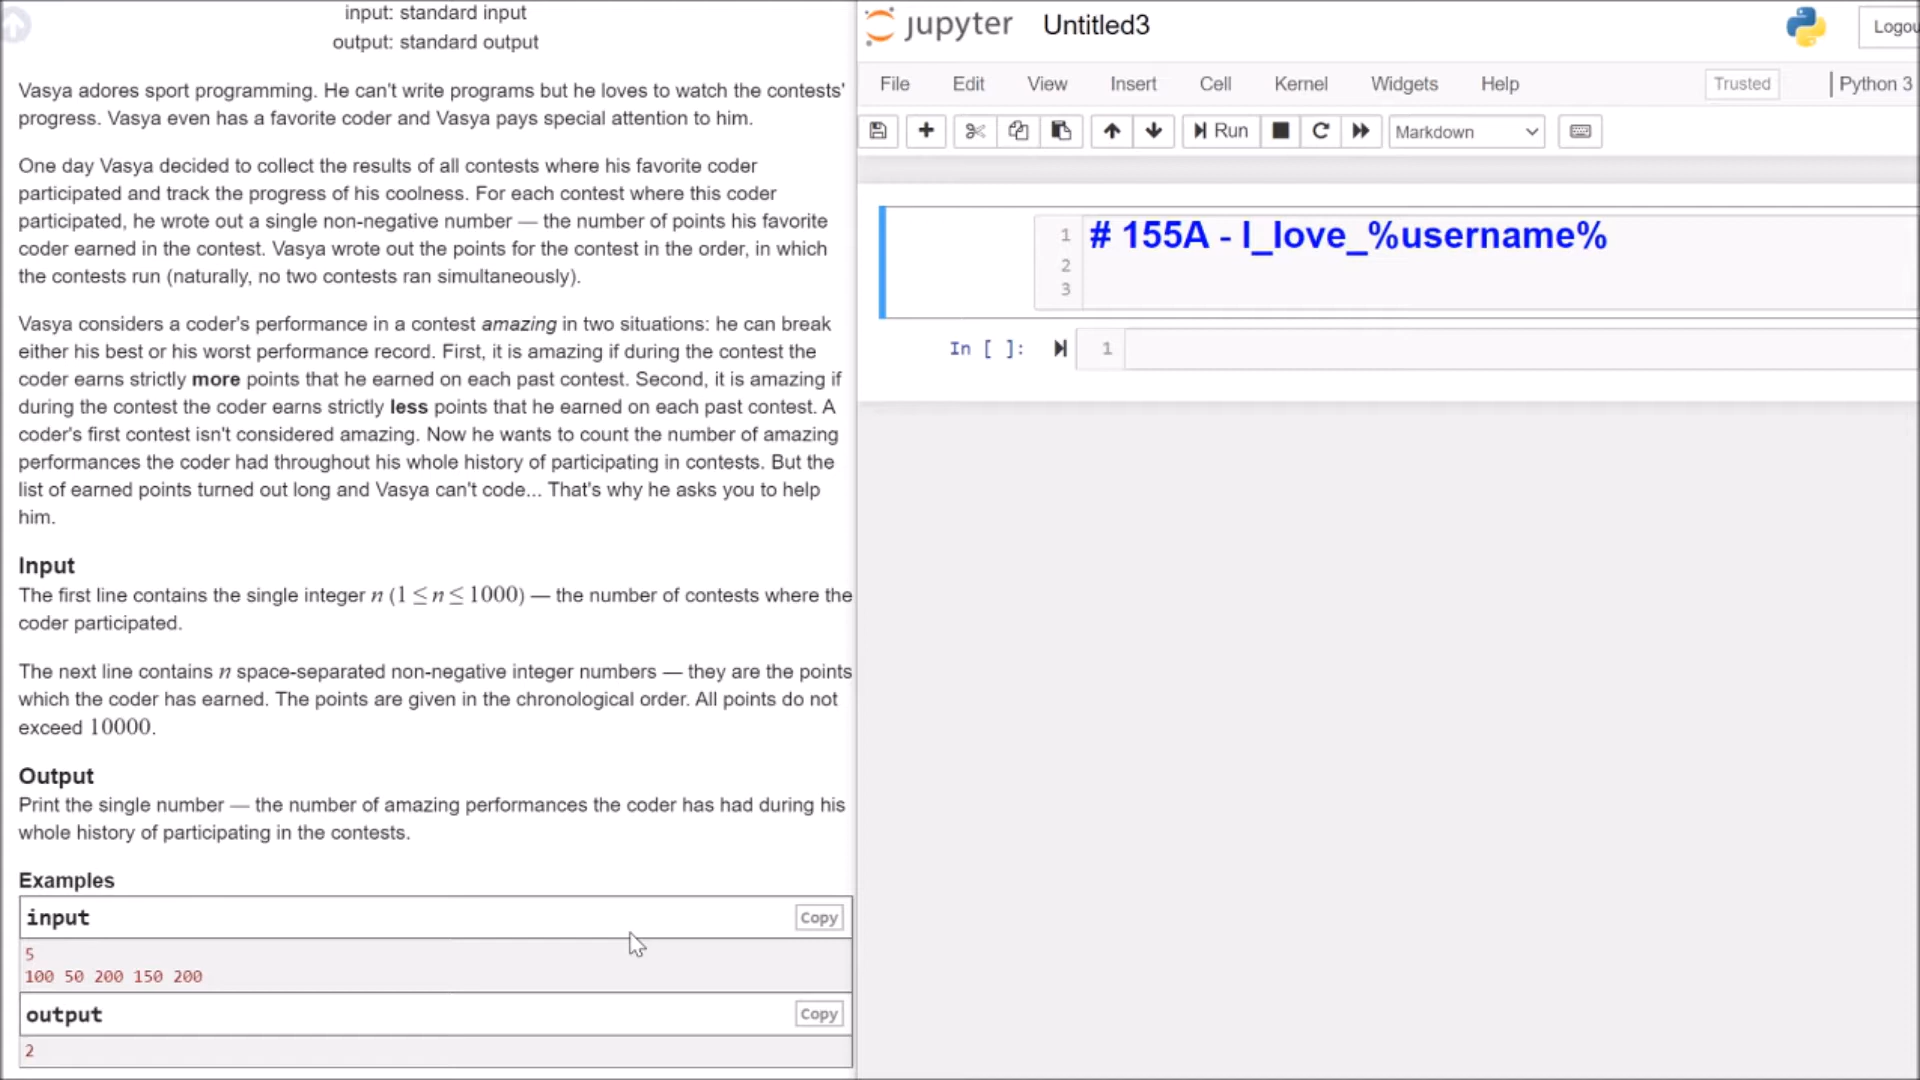 input: standard input
output: standard output
Vasya adores sport programming. He can't write programs but he loves to watch the contests'
progress. Vasya even has a favorite coder and Vasya pays special attention to him.
One day Vasya decided to collect the results of all contests where his favorite coder
participated and track the progress of his coolness. For each contest where this coder
participated, he wrote out a single non-negative number — the number of points his favorite
coder earned in the contest. Vasya wrote out the points for the contest in the order, in which
the contests run (naturally, no two contests ran simultaneously).
Vasya considers a coder's performance in a contest amazing in two situations: he can break
either his best or his worst performance record. First, it is amazing if during the contest the
coder earns strictly more points that he earned on each past contest. Second, it is amazing if
during the contest the coder earns strictly less points that he earned on each past contest. A
coder's first contest isn't considered amazing. Now he wants to count the number of amazing
performances the coder had throughout his whole history of participating in contests. But the
list of earned points turned out long and Vasya can't code... That's why he asks you to help
him.
Input
The first line contains the single integer n (1 ≤ n ≤ 1000) — the number of contests where the
coder participated.
The next line contains n space-separated non-negative integer numbers — they are the points
which the coder has earned. The points are given in the chronological order. All points do not
exceed 10000.
Output
Print the single number — the number of amazing performances the coder has had during his
whole history of participating in the contests.
Examples
input Copy
5
100 50 200 150 200
output Copy
2
jupyter Untitled3 Logou
File Edit View Insert Cell Kernel Widgets Help Trusted Python 3
Run Markdown
1 # 155A - I_love_%username%
2
3
In [ ]: 1